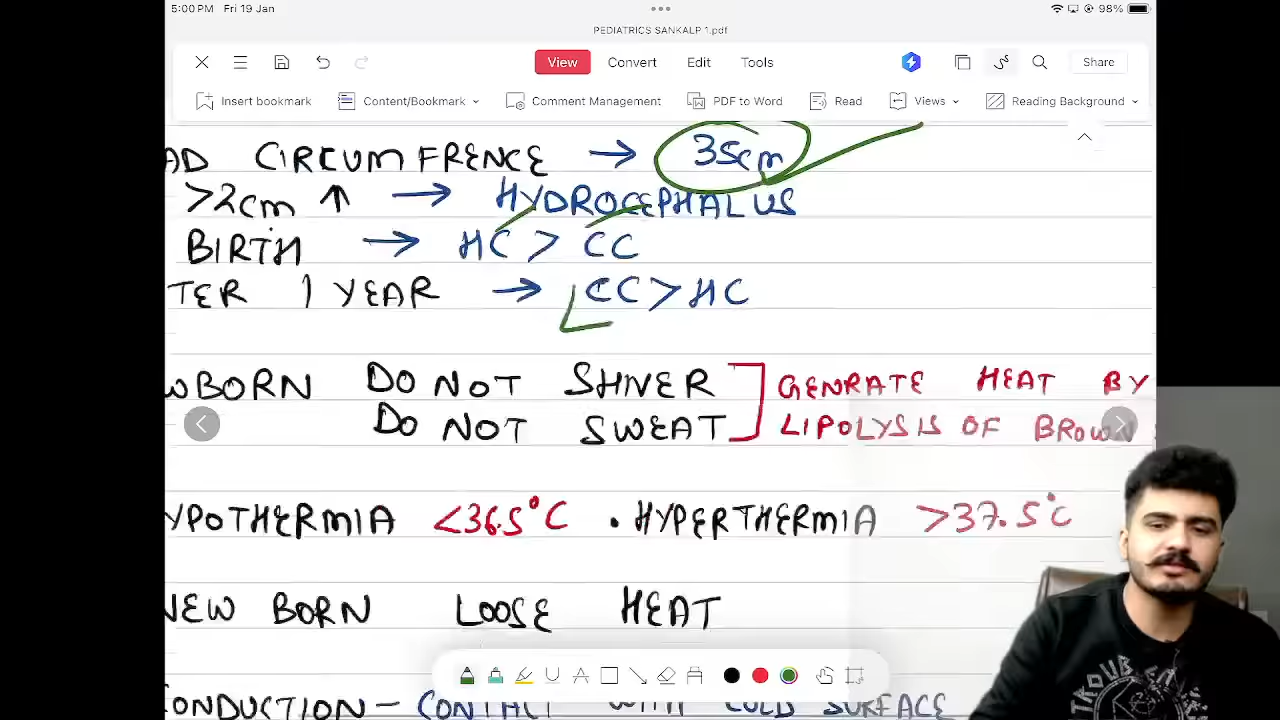 5:00 PM Fri 19 Jan
98%
PEDIATRICS SANKALP 1.pdf
View Convert Edit Tools Share
Insert bookmark Content/Bookmark Comment Management PDF to Word Read Views Reading Background
AD CIRCUMFRENCE → 35cm
>2cm ↑ → HYDROCEPHALUS
BIRTH → HC > CC
TER 1 YEAR → CC > HC
WBORN DO NOT SHIVER ] GENRATE HEAT BY
DO NOT SWEAT LIPOLYSIS OF BROWN
YPOTHERMIA <36.5°C • HYPERTHERMIA >37.5°C
NEW BORN LOOSE HEAT
CONDUCTION - CONTACT WITH COLD SURFACE